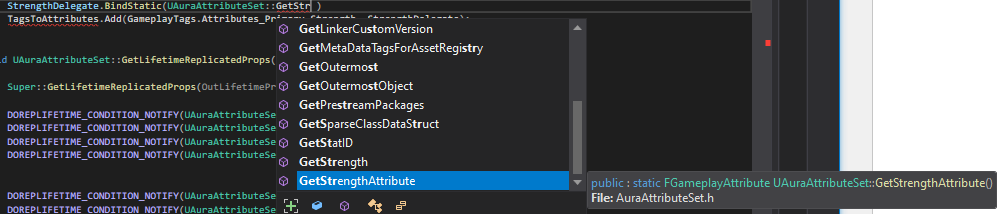 StrengthDelegate.BindStatic(UAuraAttributeSet::GetStr )
TagsToAttributes.Add(GameplayTags.Attributes_Primary_Strength, StrengthDelegate);
GetLinkerCustomVersion
GetMetaDataTagsForAssetRegistry
d UAuraAttributeSet::GetLifetimeReplicatedProps(
GetOutermost
Super::GetLifetimeReplicatedProps(OutLifetimePr
GetOutermostObject
GetPrestreamPackages
DOREPLIFETIME_CONDITION_NOTIFY(UAuraAttributeSe
GetSparseClassDataStruct
DOREPLIFETIME_CONDITION_NOTIFY(UAuraAttributeSe
DOREPLIFETIME_CONDITION_NOTIFY(UAuraAttributeSe
GetStatID
DOREPLIFETIME_CONDITION_NOTIFY(UAuraAttributeSe
GetStrength
GetStrengthAttribute
public : static FGameplayAttribute UAuraAttributeSet::GetStrengthAttribute()
File: AuraAttributeSet.h
DOREPLIFETIME_CONDITION_NOTIFY(UAuraAttributeSe
DOREPLIFETIME_CONDITION_NOTIFY(UAuraAttributeSe